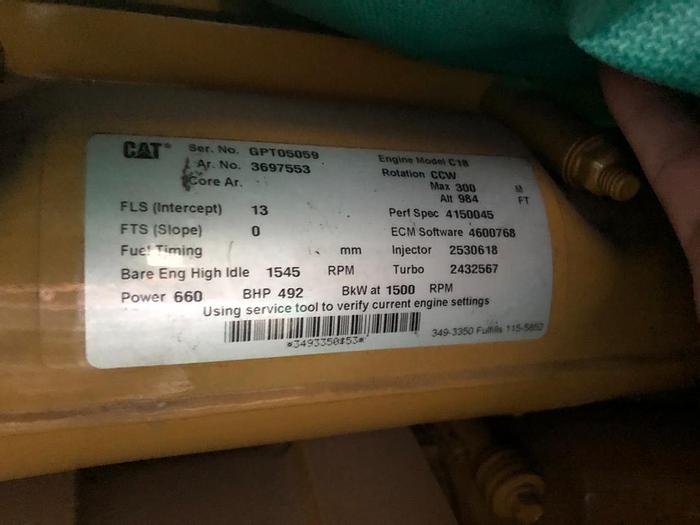 CAT® Ser. No. GPT05059 Engine Model C18
Ar. No. 3697553 Rotation CCW
Core Ar. Max 300 M
Alt 984 FT
FLS (Intercept) 13 Perf Spec 4150045
FTS (Slope) 0 ECM Software 4600768
Fuel Timing mm Injector 2530618
Bare Eng High Idle 1545 RPM Turbo 2432567
Power 660 BHP 492 BkW at 1500 RPM
Using service tool to verify current engine settings
349-3350 Fulfills 115-5852
*3493350$53*